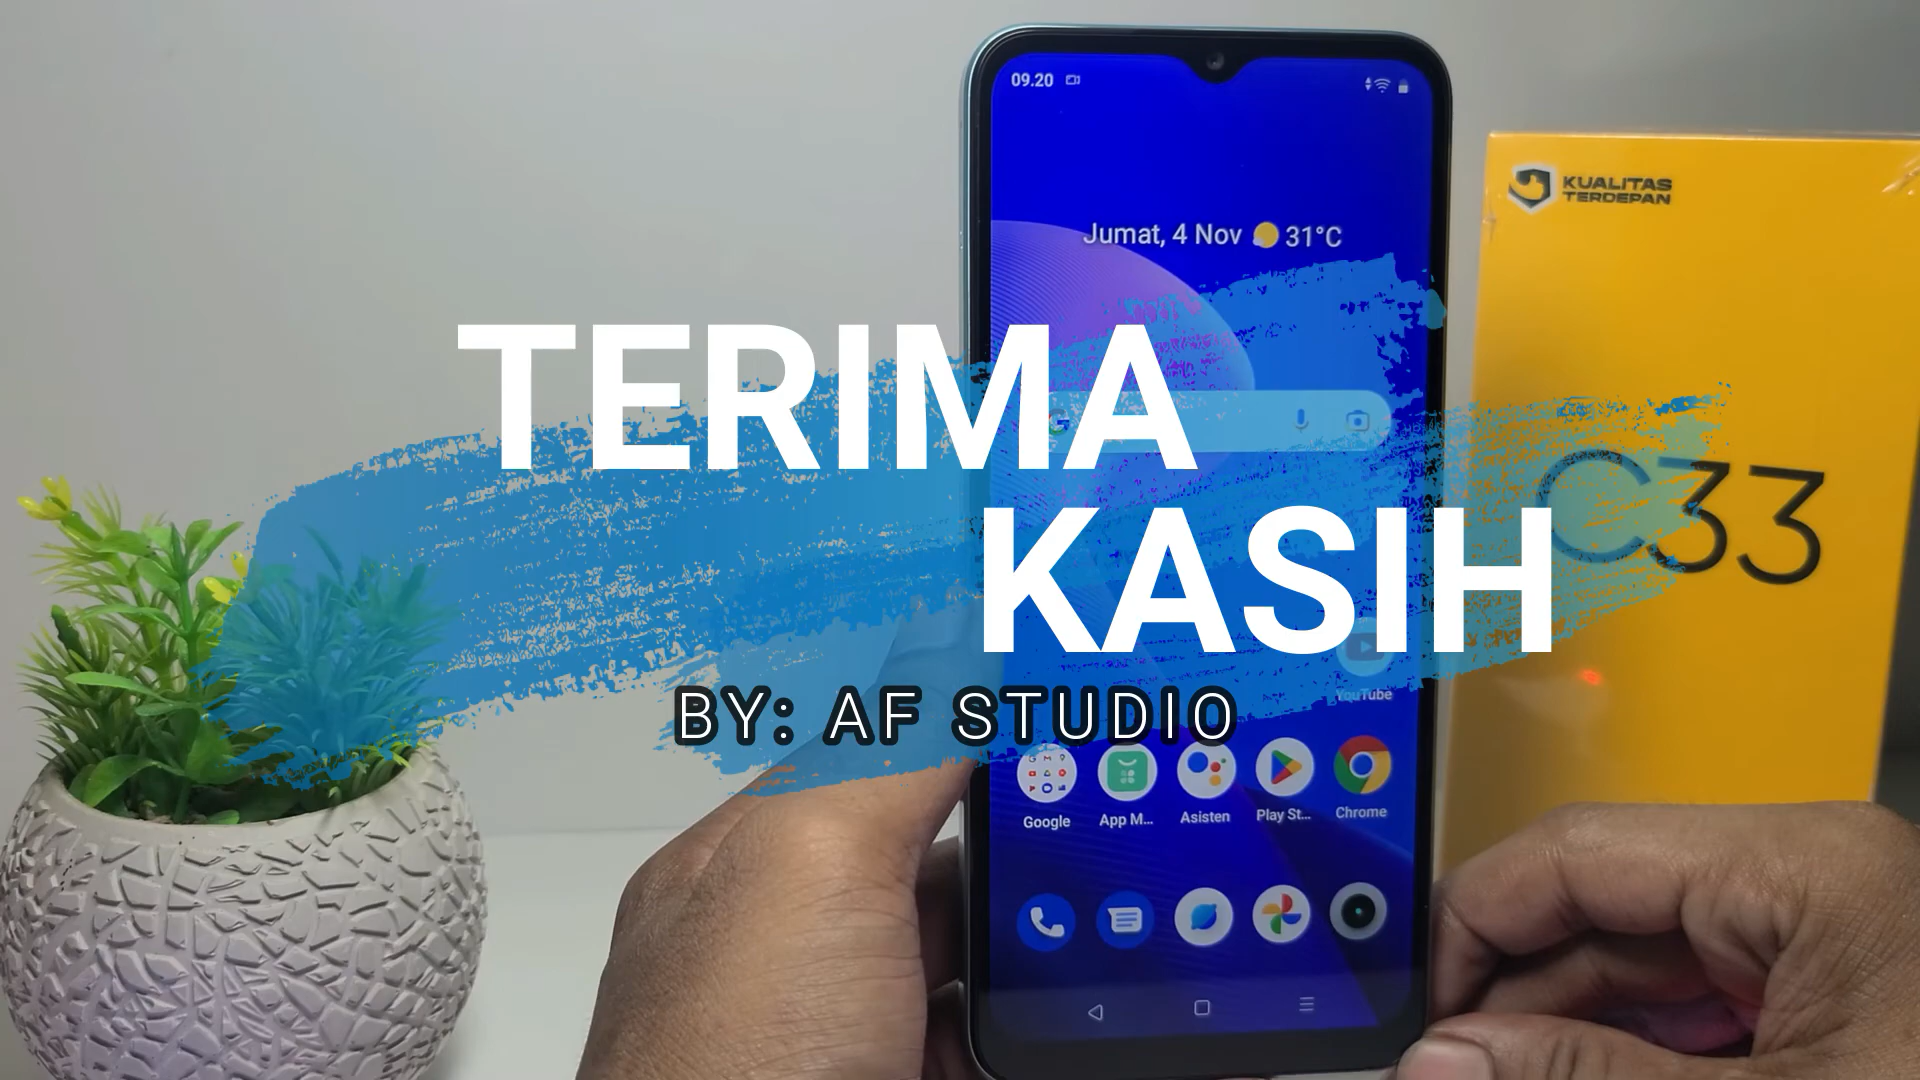 09.20
Jumat, 4 Nov 31°C
KUALITAS
TERDEPAN
TERIMA
C33
KASIH
YouTube
BY: AF STUDIO
Google
App M...
Asisten
Play St...
Chrome